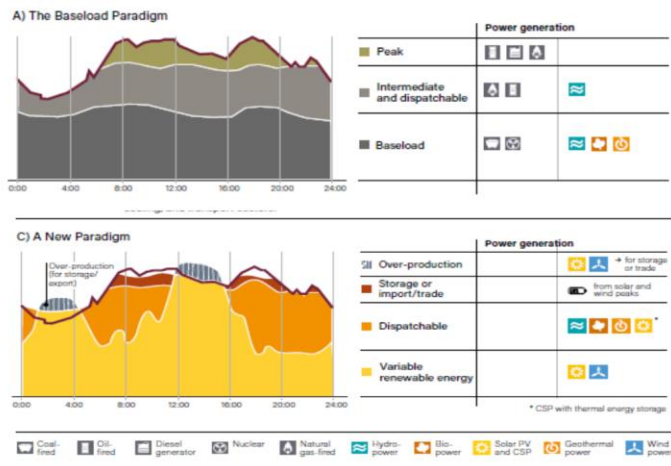 A) The Baseload Paradigm
Power generation
Peak
Intermediate
and dispatchable
Baseload
0:00 4:00 8:00 12:00 16:00 20:00 24:00
C) A New Paradigm
Power generation
Over-production
(for storage/
export)
Over-production
→ for storage
or trade
Storage or
import/trade
from solar and
wind peaks
Dispatchable
*
Variable
renewable energy
0:00 4:00 8:00 12:00 16:00 20:00 24:00
* CSP with thermal energy storage
Coal-
fired
Oil-
fired
Diesel
generator
Nuclear
Natural
gas-fired
Hydro-
power
Bio-
power
Solar PV
and CSP
Geothermal
power
Wind
power